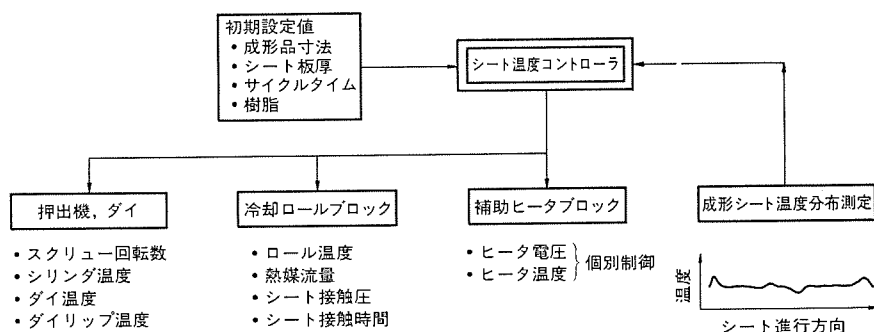 初期設定値
・成形品寸法
・シート板厚
・サイクルタイム
・樹脂
シート温度コントローラ
押出機，ダイ
・スクリュー回転数
・シリンダ温度
・ダイ温度
・ダイリップ温度
冷却ロールブロック
・ロール温度
・熱媒流量
・シート接触圧
・シート接触時間
補助ヒータブロック
・ヒータ電圧
・ヒータ温度
個別制御
成形シート温度分布測定
温度
シート進行方向